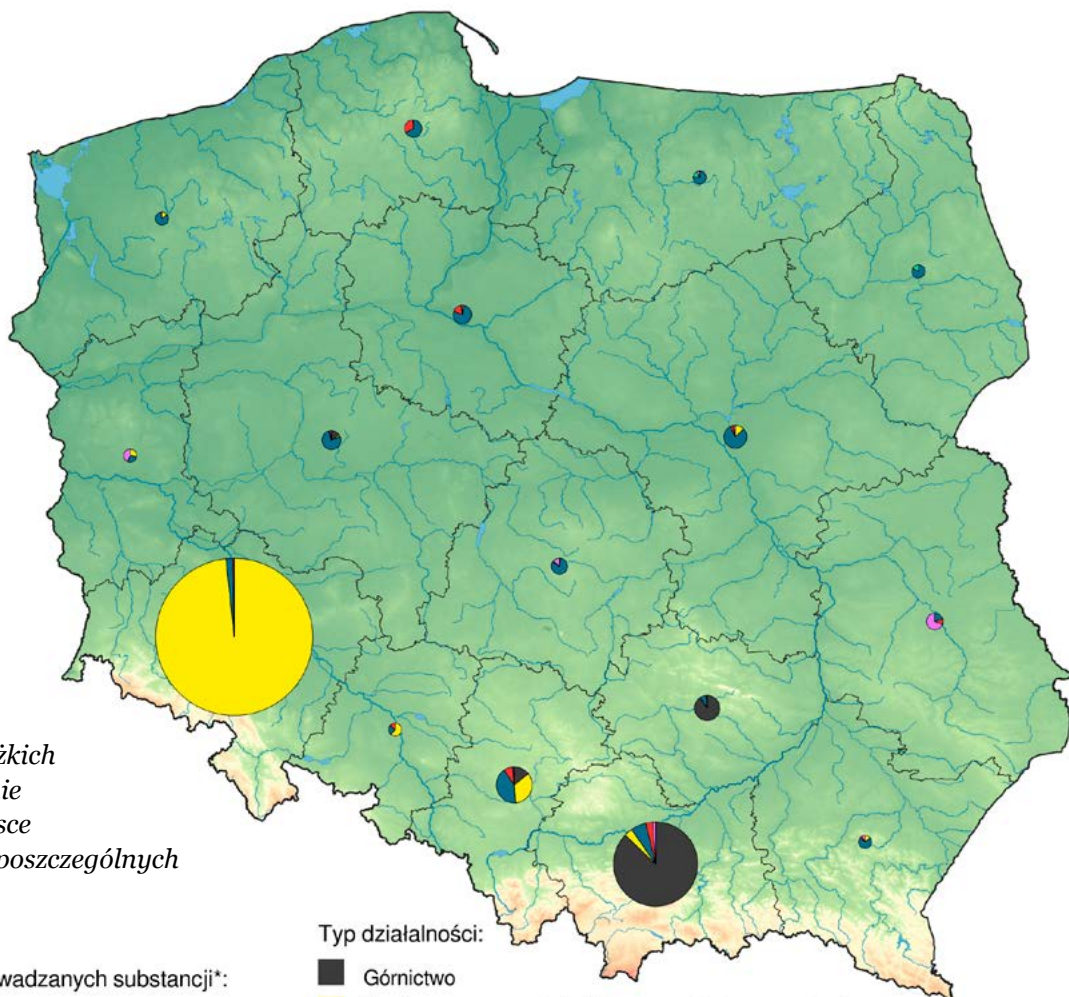 żkich
ie
sce
poszczególnych
Typ działalności:
wadzanych substancji*:
Górnictwo